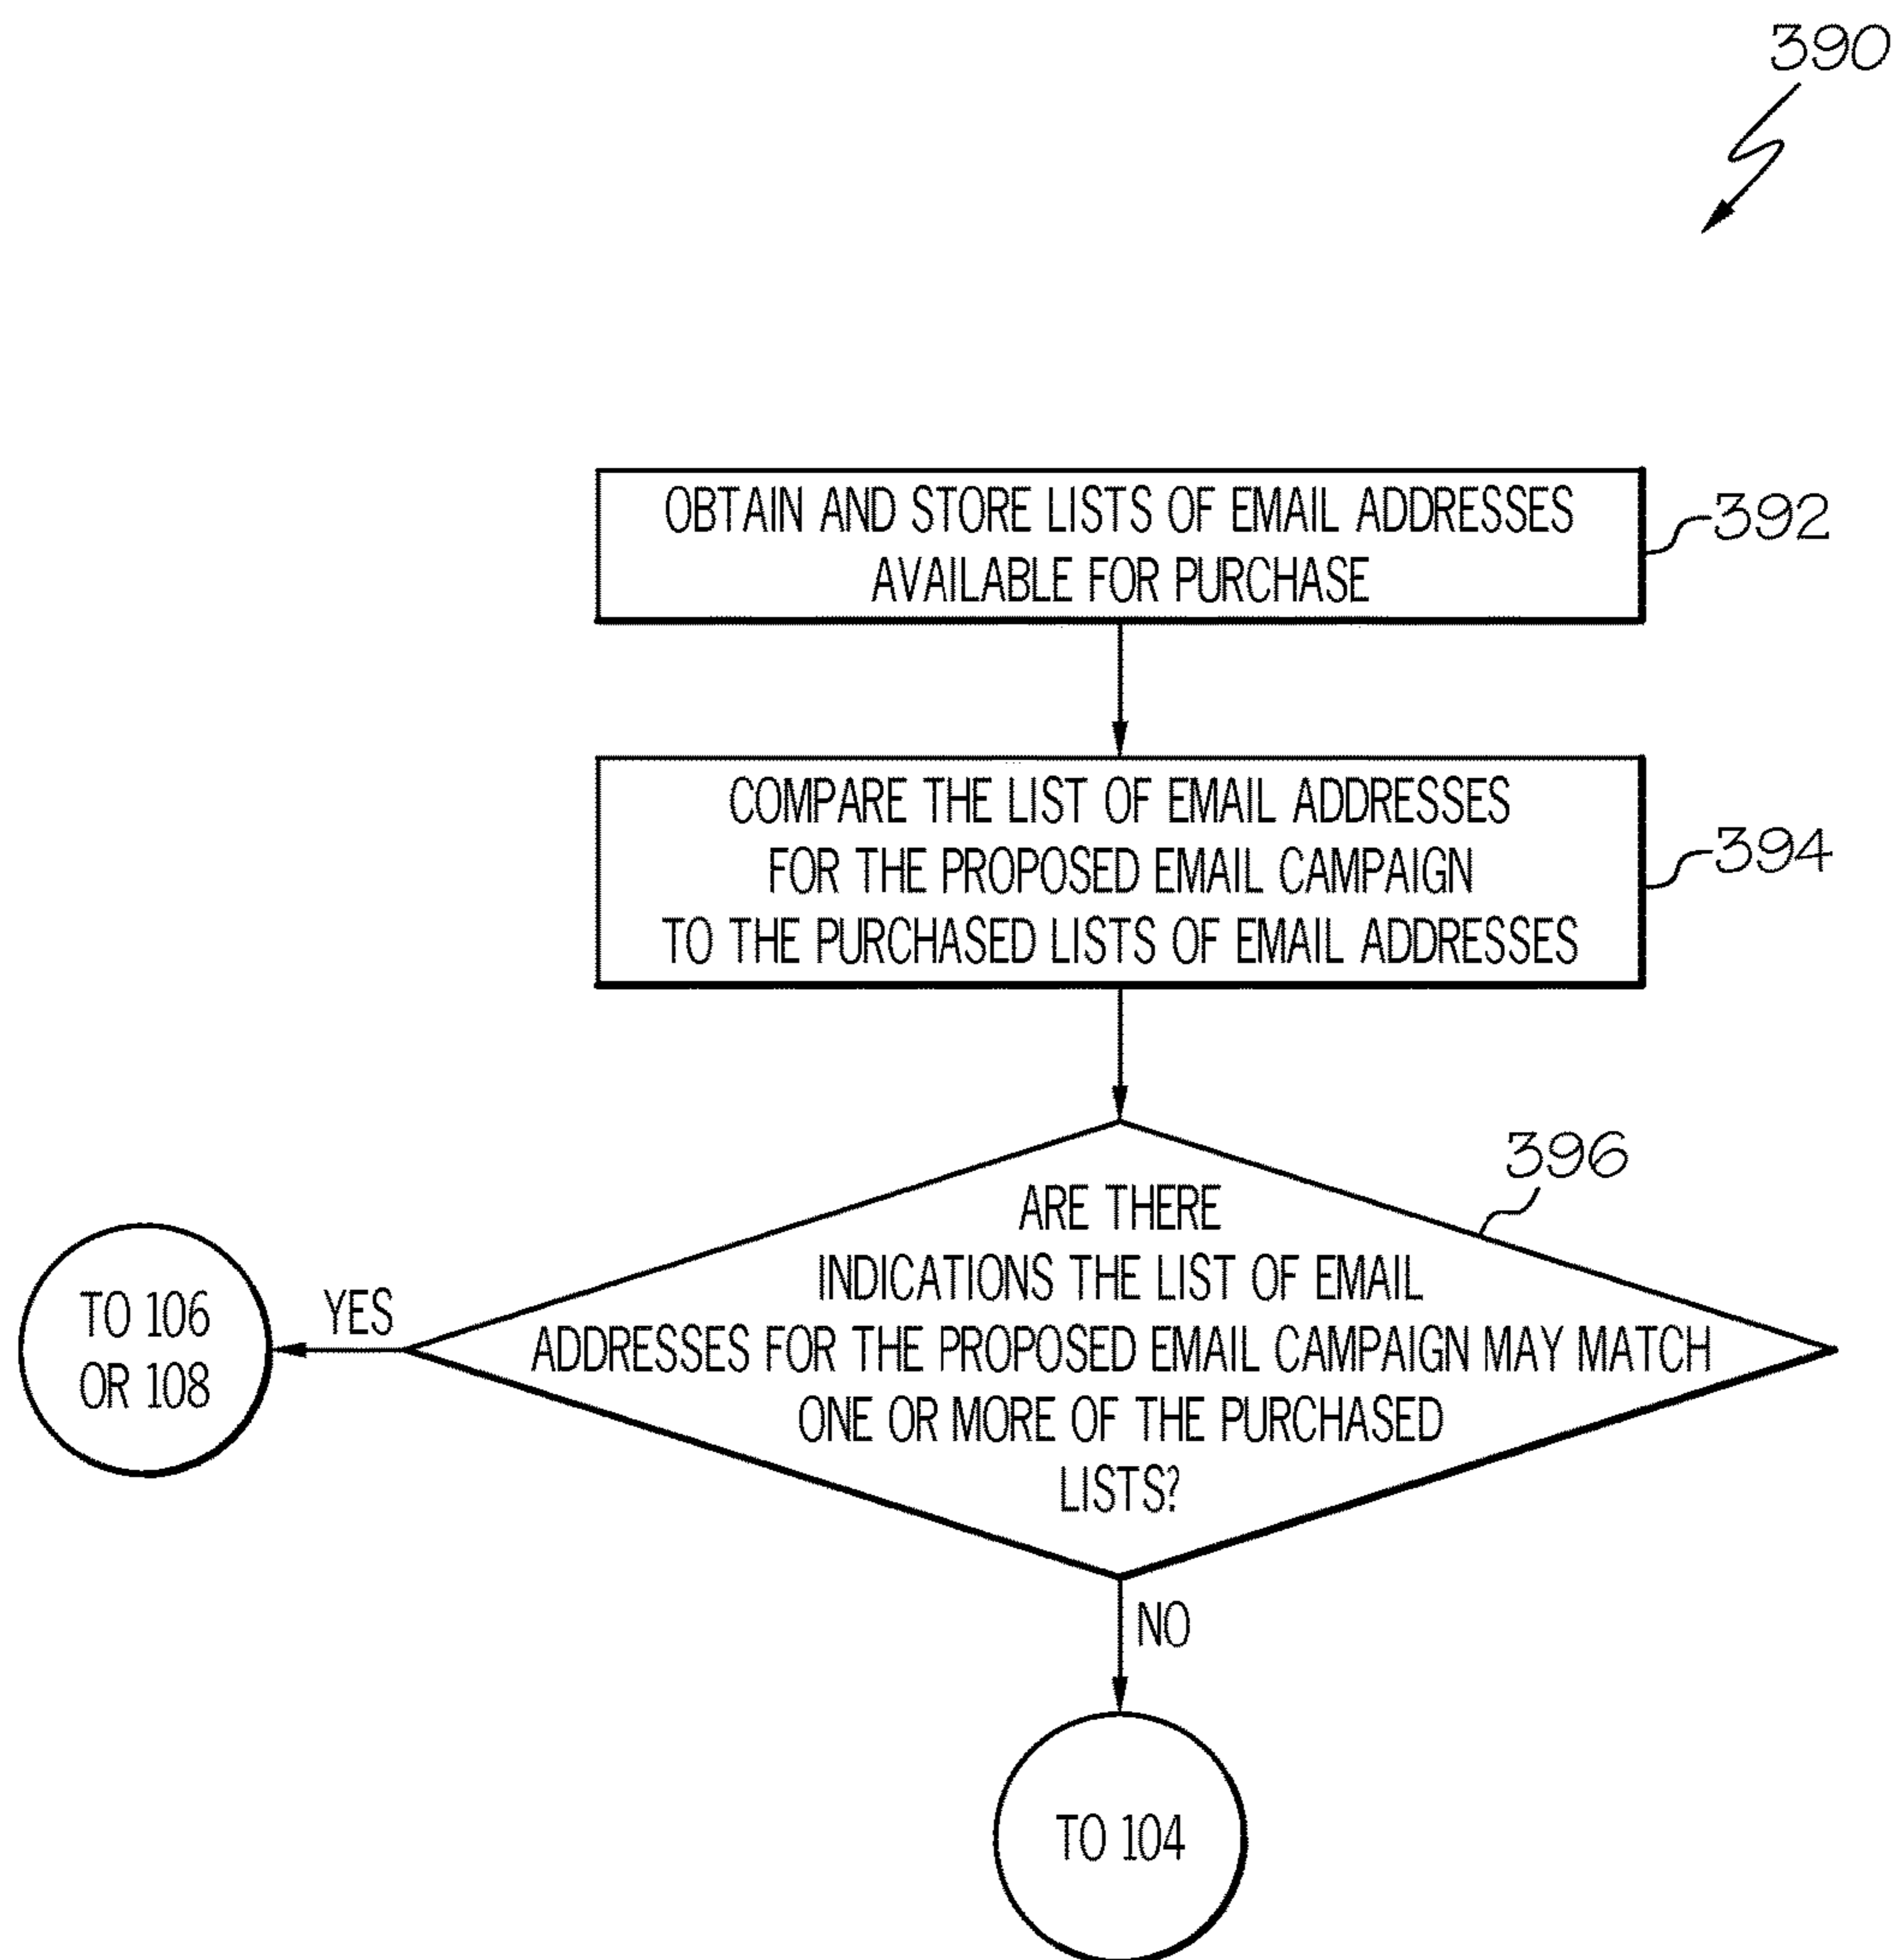 390
OBTAIN AND STORE LISTS OF EMAIL ADDRESSES
AVAILABLE FOR PURCHASE
392
COMPARE THE LIST OF EMAIL ADDRESSES
FOR THE PROPOSED EMAIL CAMPAIGN
TO THE PURCHASED LISTS OF EMAIL ADDRESSES
394
396
ARE THERE
INDICATIONS THE LIST OF EMAIL
ADDRESSES FOR THE PROPOSED EMAIL CAMPAIGN MAY MATCH
ONE OR MORE OF THE PURCHASED
LISTS?
YES
TO 106
OR 108
NO
TO 104